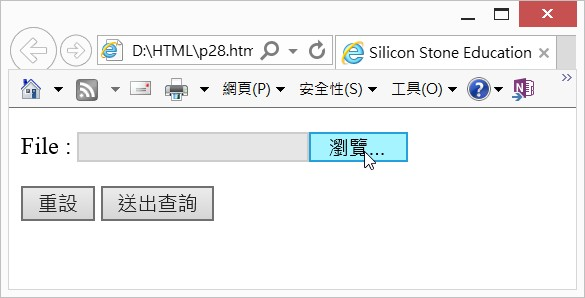 D:\HTML\p28.htm
Silicon Stone Education
網頁(P) 安全性(S) 工具(O)
File : 瀏覽...
重設 送出查詢